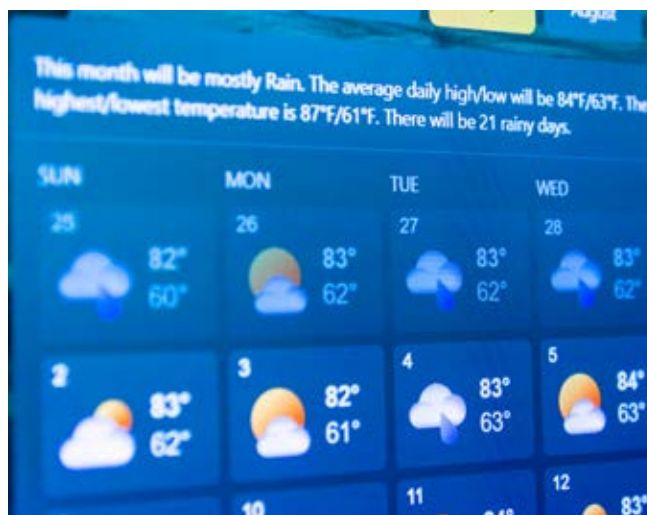 August
This month will be mostly Rain. The average daily high/low will be 84°F/63°F. The
highest/lowest temperature is 87°F/61°F. There will be 21 rainy days.
SUN MON TUE WED
25 26 27 28
82° 83° 83° 83°
60° 62° 62° 62°
2 3 4 5
83° 82° 83° 84°
62° 61° 63° 63°
10 11 12
83°